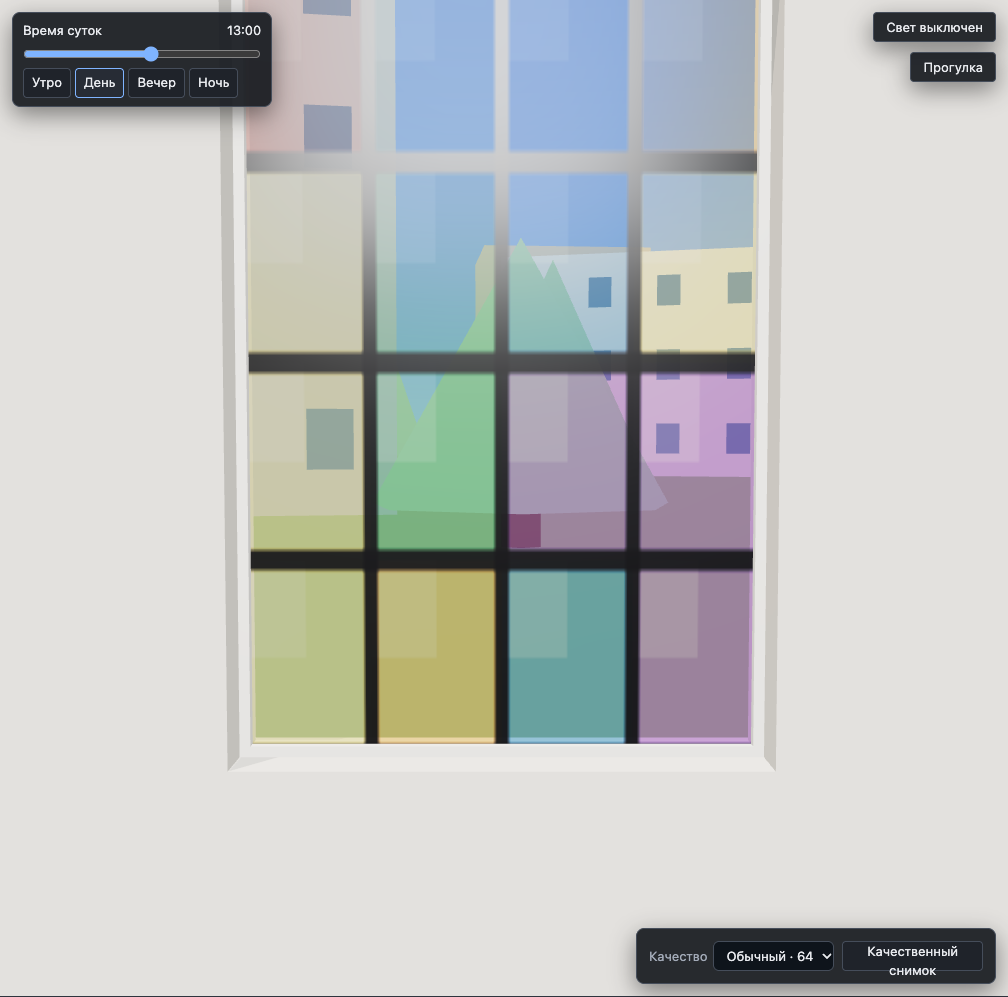 Время суток 13:00
Утро День Вечер Ночь
Свет выключен
Прогулка
Качество Обычный · 64 Качественный
снимок